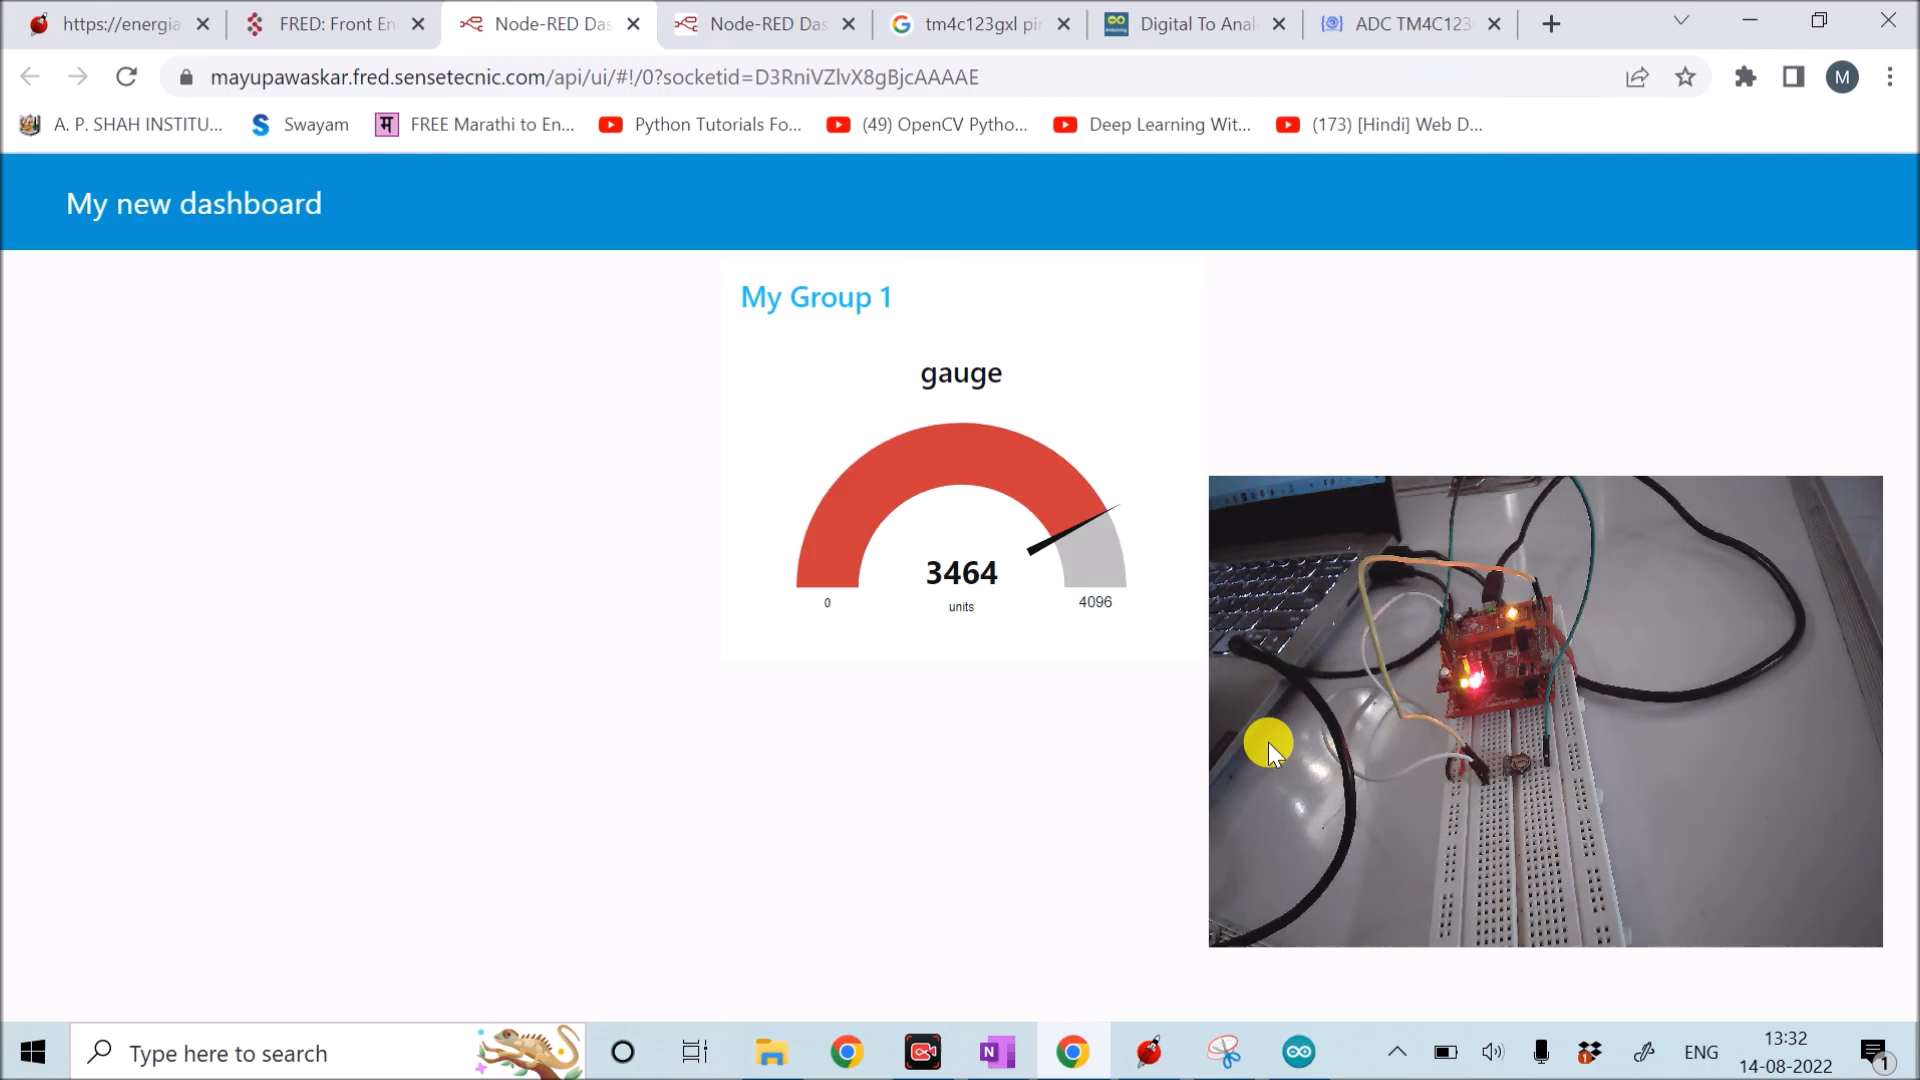 https://energia
FRED: Front En
Node-RED Das
Node-RED Das
tm4c123gxl pin
Digital To Analo
ADC TM4C123
mayupawaskar.fred.sensetecnic.com/api/ui/#!/0?socketid=D3RniVZlvX8gBjcAAAAE
M
A. P. SHAH INSTITU...
Swayam
म
FREE Marathi to En...
Python Tutorials Fo...
(49) OpenCV Pytho...
Deep Learning Wit...
(173) [Hindi] Web D...
My new dashboard
My Group 1
gauge
3464
units
0
4096
Type here to search
ENG
13:32
14-08-2022
1